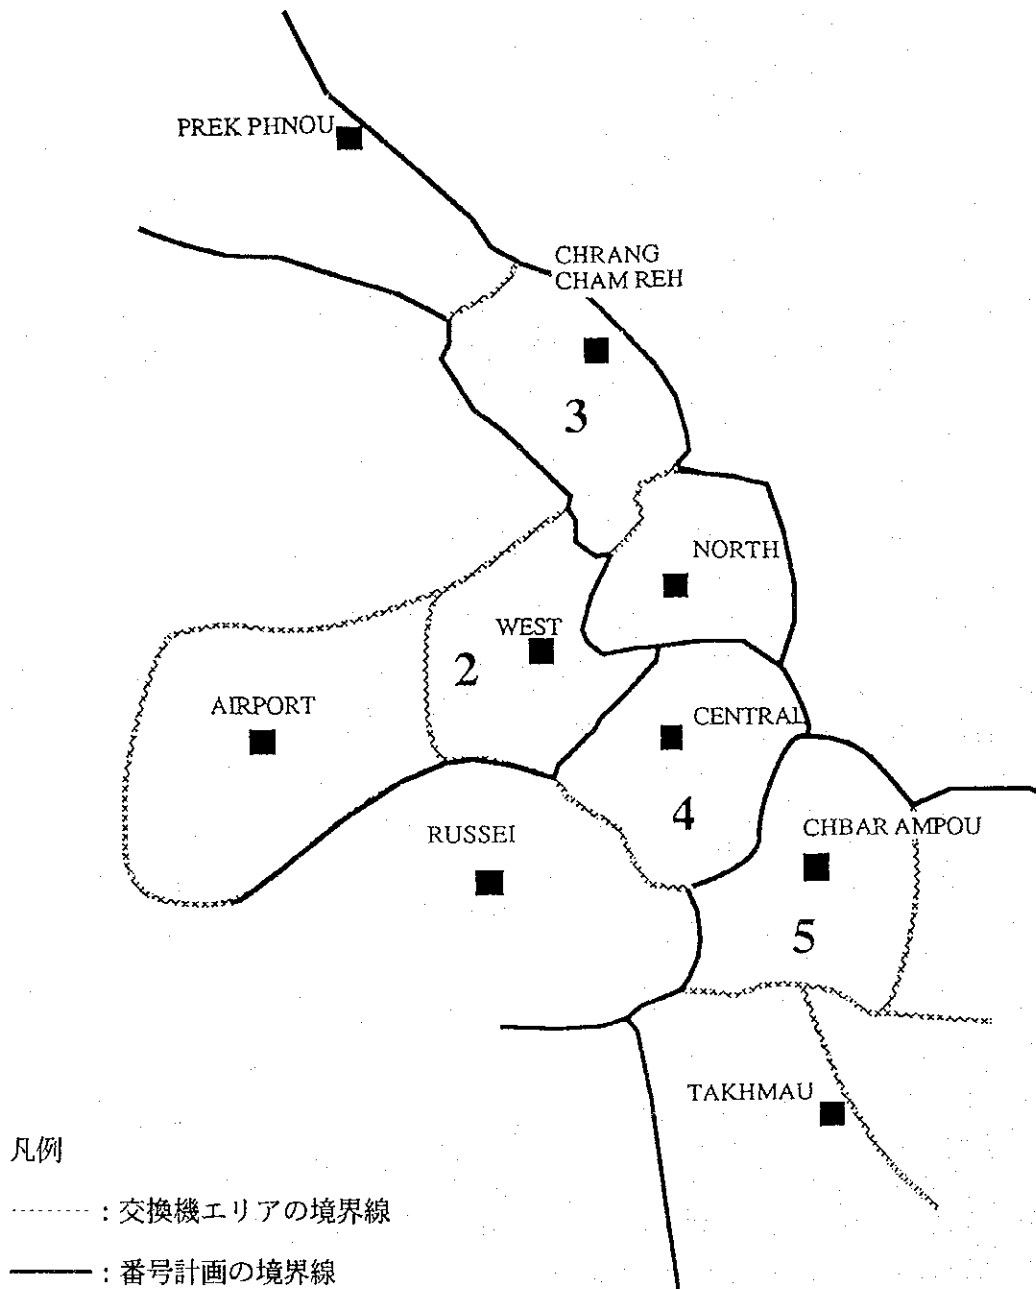 PREK PHNOU
CHRANG
CHAM REH
3
NORTH
WEST
2
AIRPORT
CENTRAL
4
CHBAR AMPOU
RUSSEI
5
TAKHMAU
凡例
：交換機エリアの境界線
：番号計画の境界線